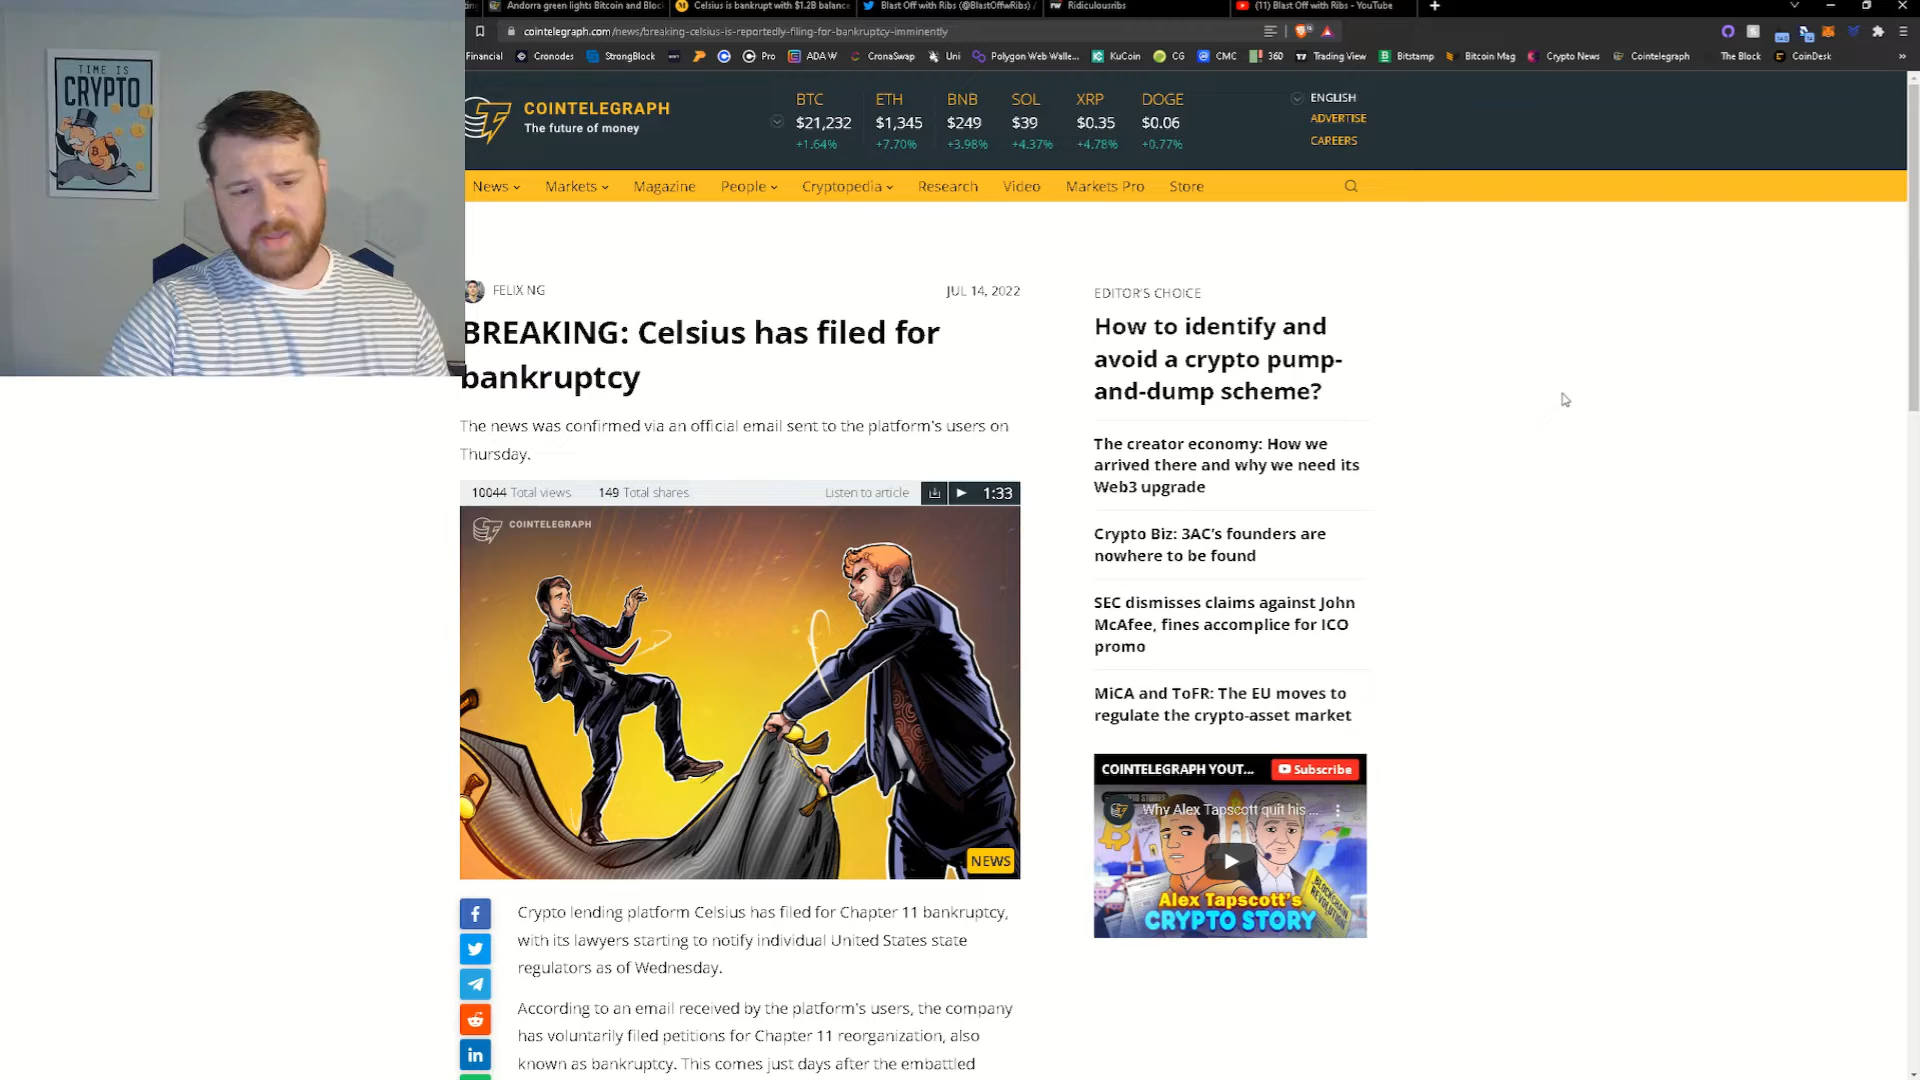 Andorra green lights Bitcoin and Bloc
Celsius is bankrupt with $1.2B balance
Blast Off with Ribs (@BlastOffwRibs) /
Ridiculousribs
(11) Blast Off with Ribs - YouTube
cointelegraph.com/news/breaking-celsius-is-reportedly-filing-for-bankruptcy-imminently
Financial
Cronodes
StrongBlock
Pro
ADA W
CronaSwap
Uni
Polygon Web Walle...
KuCoin
CG
CMC
360
Trading View
Bitstamp
Bitcoin Mag
Crypto News
Cointelegraph
The Block
CoinDesk
TIME IS
CRYPTO
COINTELEGRAPH
The future of money
BTC
$21,232
+1.64%
ETH
$1,345
+7.70%
BNB
$249
+3.98%
SOL
$39
+4.37%
XRP
$0.35
+4.78%
DOGE
$0.06
+0.77%
ENGLISH
ADVERTISE
CAREERS
News
Markets
Magazine
People
Cryptopedia
Research
Video
Markets Pro
Store
FELIX NG
JUL 14, 2022
BREAKING: Celsius has filed for
bankruptcy
The news was confirmed via an official email sent to the platform's users on
Thursday.
10044 Total views
149 Total shares
Listen to article
1:33
COINTELEGRAPH
NEWS
Crypto lending platform Celsius has filed for Chapter 11 bankruptcy,
with its lawyers starting to notify individual United States state
regulators as of Wednesday.
According to an email received by the platform's users, the company
has voluntarily filed petitions for Chapter 11 reorganization, also
known as bankruptcy. This comes just days after the embattled
EDITOR'S CHOICE
How to identify and
avoid a crypto pump-
and-dump scheme?
The creator economy: How we
arrived there and why we need its
Web3 upgrade
Crypto Biz: 3AC's founders are
nowhere to be found
SEC dismisses claims against John
McAfee, fines accomplice for ICO
promo
MiCA and ToFR: The EU moves to
regulate the crypto-asset market
COINTELEGRAPH YOUT...
Subscribe
Why Alex Tapscott quit his ...
BLOCKCHAIN
REVOLUTION
Alex Tapscott's
CRYPTO STORY